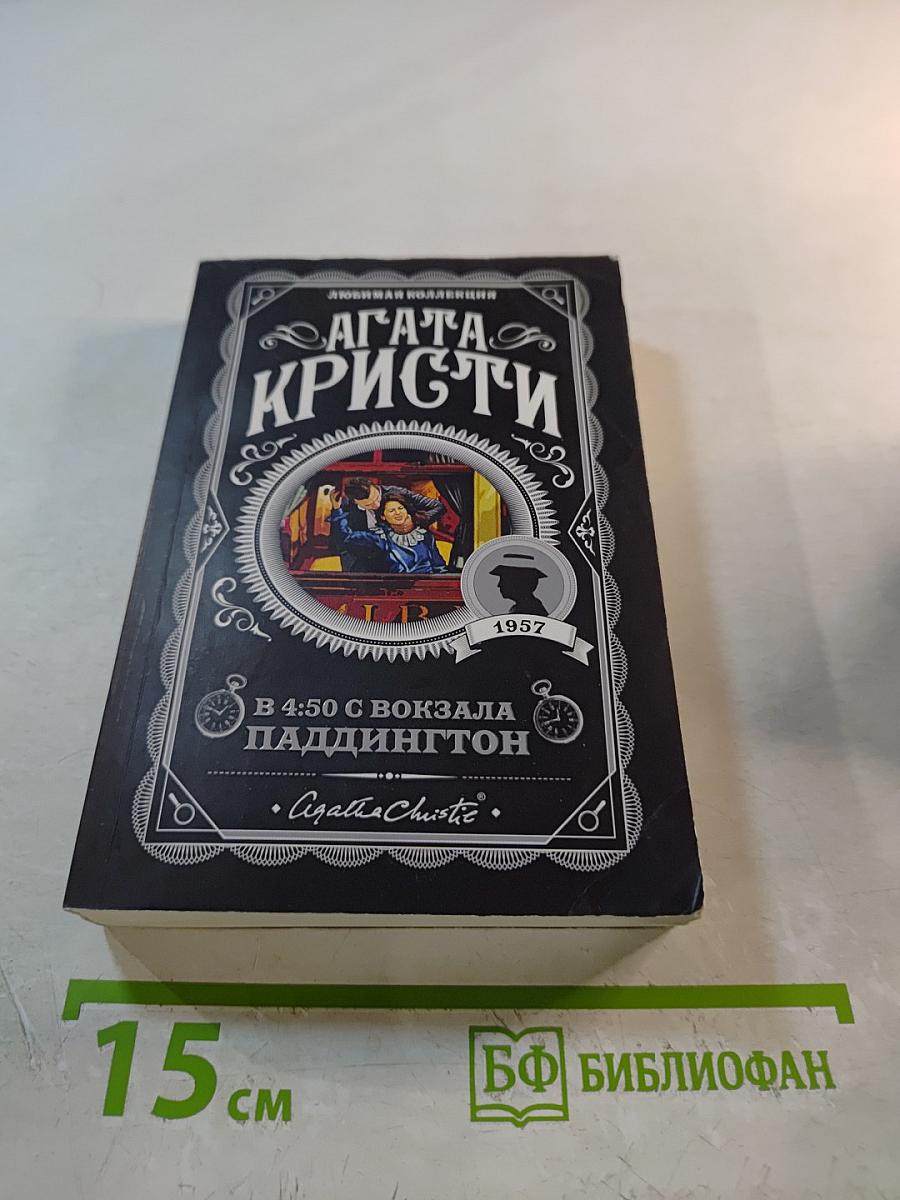 ЛЮБИМАЯ КОЛЛЕКЦИЯ
АГАТА
КРИСТИ
1957
В 4:50 С ВОКЗАЛА
ПАДДИНГТОН
Agatha Christie®
15 см
БФ БИБЛИОФАН